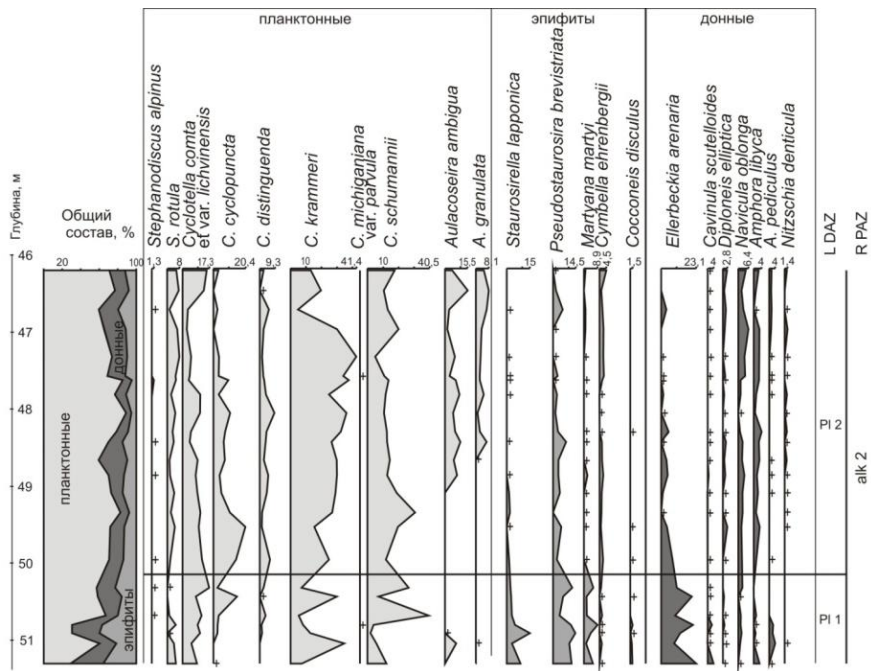 планктонные
эпифиты
донные
Глубина, м
Общий
состав, %
Stephanodiscus alpinus
S. rotula
Cyclotella comta
et var. lichvinensis
C. cyclopuncta
C. distinguenda
C. krammeri
C. michiganiana
var. parvula
C. schumannii
Aulacoseira ambigua
A. granulata
Staurosirella lapponica
Pseudostaurosira brevistriata
Martyana martyi
Cymbella ehrenbergii
Cocconeis disculus
Ellerbeckia arenaria
Cavinula scutelloides
Diploneis elliptica
Navicula oblonga
Amphora libyca
A. pediculus
Nitzschia denticula
L DAZ
R PAZ
20 100 1,3 8 17,3 20,4 9,3 10 41,4 10 40,5 15,5 8 1 15 14,5 8,9 4,5 1,5 23,1 4 2,8 6,4 4 4 1,4
46
47
48
49
50
51
донные
планктонные
эпифиты
Pl 2
alk 2
Pl 1